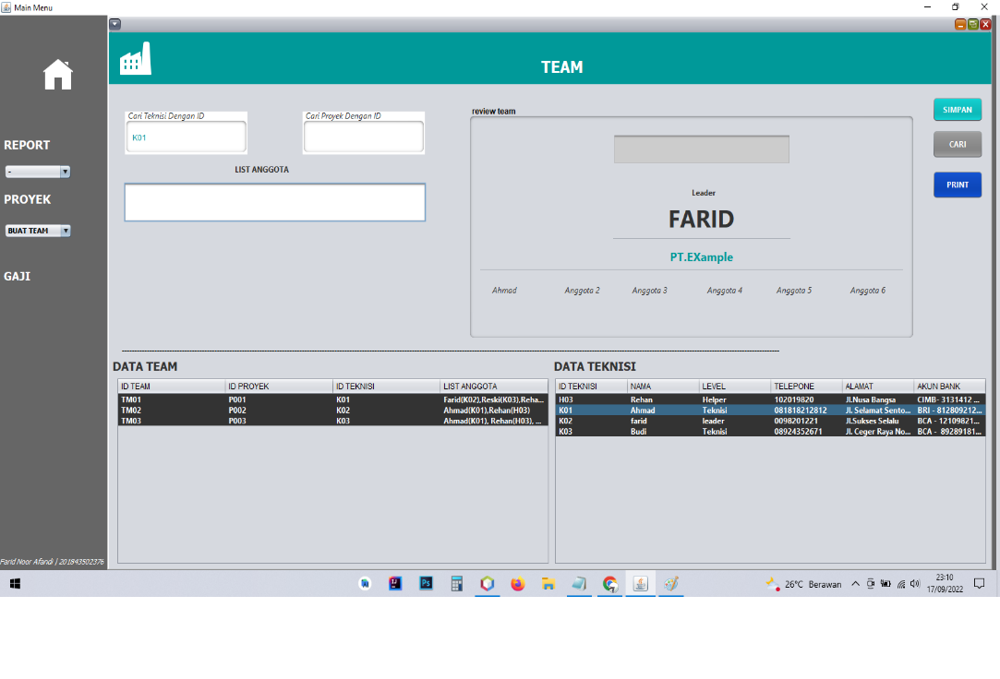 Main Menu
TEAM
REPORT
-
PROYEK
BUAT TEAM
GAJI
Farid Noor Afandi | 201843502376
Cari Teknisi Dengan ID
K01
Cari Proyek Dengan ID
LIST ANGGOTA
review team
Leader
FARID
PT.EXample
Ahmad Anggota 2 Anggota 3 Anggota 4 Anggota 5 Anggota 6
SIMPAN
CARI
PRINT
DATA TEAM
ID TEAM ID PROYEK ID TEKNISI LIST ANGGOTA
TM01 P001 K01 Farid(K02),Reski(K03),Reha...
TM02 P002 K02 Ahmad(K01),Rehan(H03)
TM03 P003 K03 Ahmad(K01), Rehan(H03), ...
DATA TEKNISI
ID TEKNISI NAMA LEVEL TELEPONE ALAMAT AKUN BANK
H03 Rehan Helper 102019820 Jl.Nusa Bangsa CIMB- 3131412 ...
K01 Ahmad Teknisi 081818212812 Jl. Selamat Sento... BRI - 812809212...
K02 farid leader 0098201221 Jl.Sukses Selalu BCA - 12109821...
K03 Budi Teknisi 08924352671 Jl. Ceger Raya No... BCA - 89289181...
26°C Berawan
23:10
17/09/2022